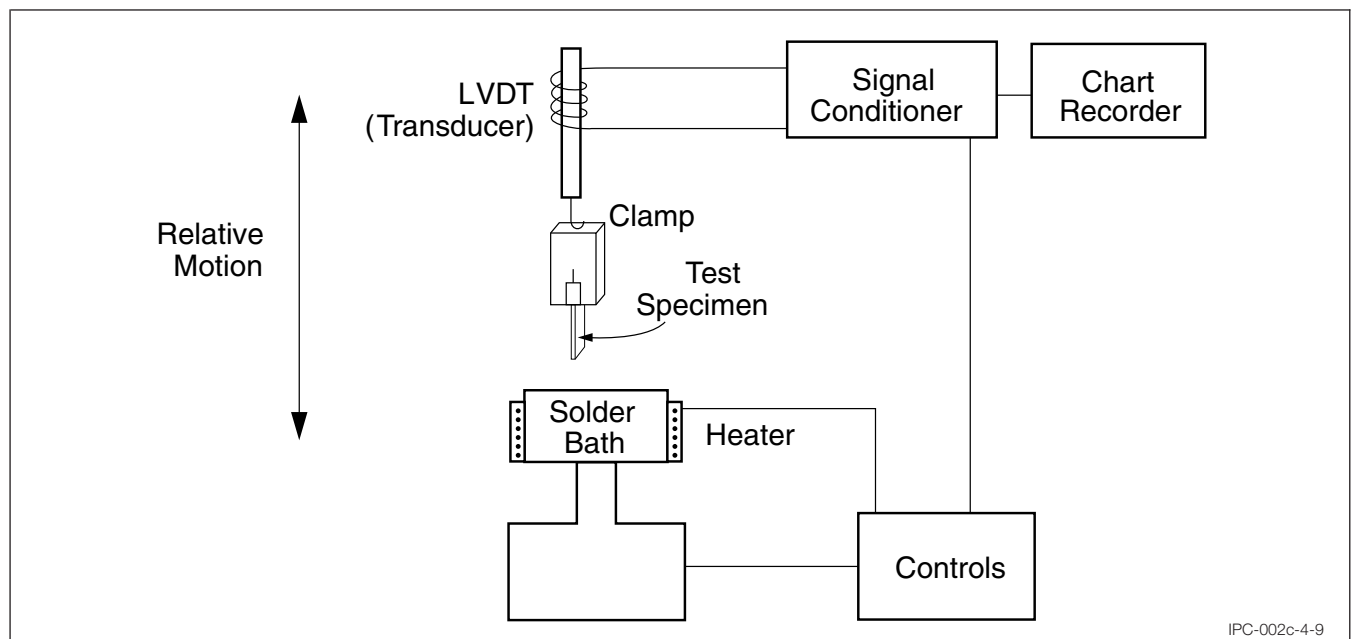 LVDT
(Transducer)
Signal
Conditioner
Chart
Recorder
Clamp
Relative
Motion
Test
Specimen
Solder
Bath
Heater
Controls
IPC-002c-4-9